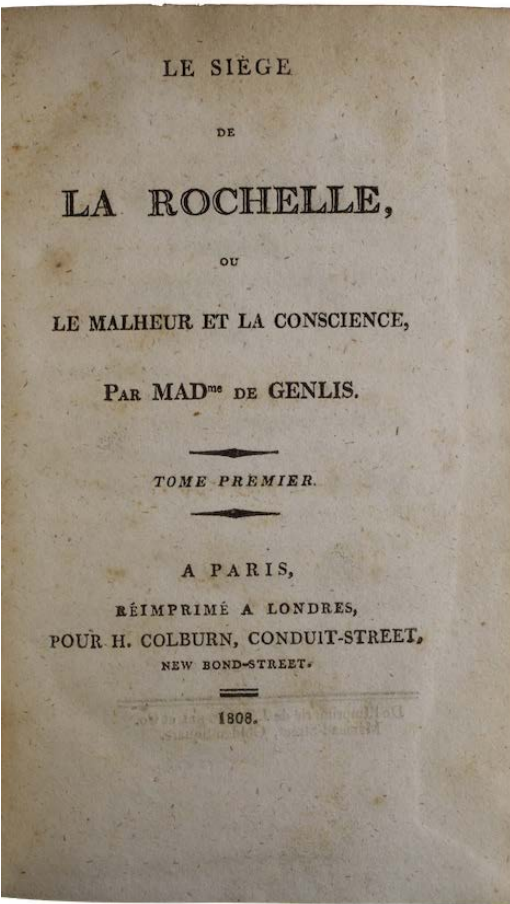 LE SIÈGE
DE
LA ROCHELLE,
OU
LE MALHEUR ET LA CONSCIENCE,
PAR MADme DE GENLIS.
TOME PREMIER.
A PARIS,
RÉIMPRIMÉ A LONDRES,
POUR H. COLBURN, CONDUIT-STREET,
NEW BOND-STREET.
1808.